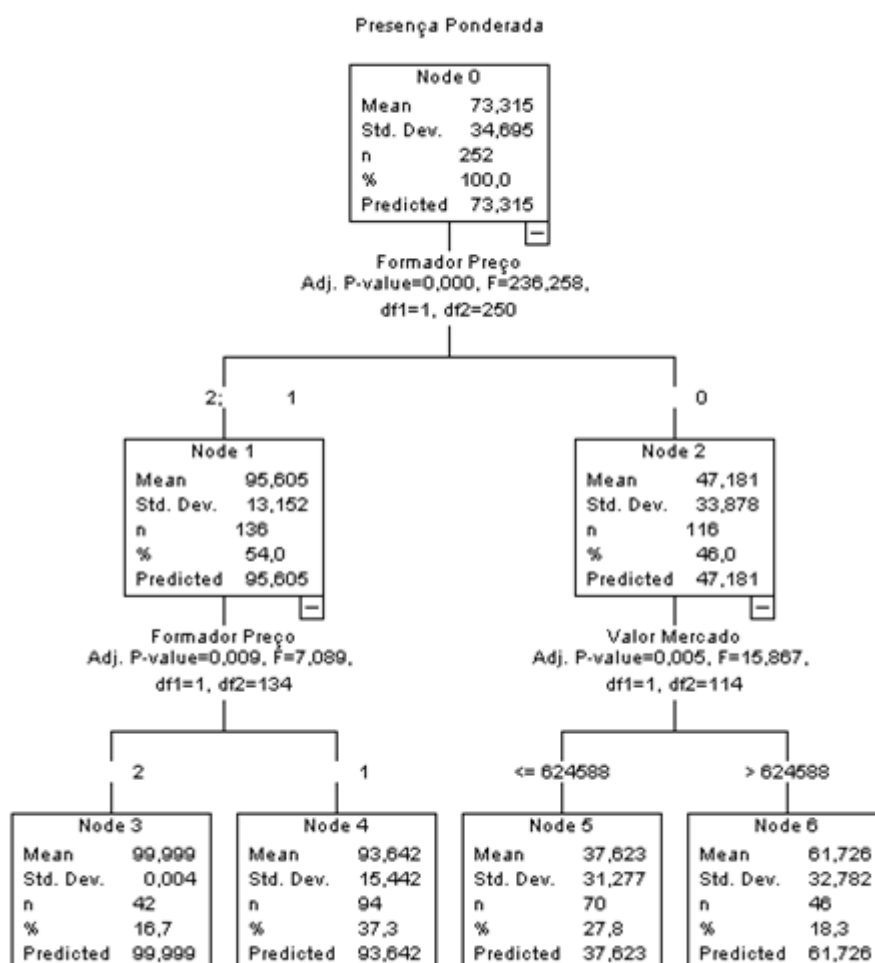 Presença Ponderada
Node 0
Mean 73,315
Std. Dev. 34,695
n 252
% 100,0
Predicted 73,315
Formador Preço
Adj. P-value=0,000, F=236,258,
df1=1, df2=250
2; 1
0
Node 1
Mean 95,605
Std. Dev. 13,152
n 136
% 54,0
Predicted 95,605
Node 2
Mean 47,181
Std. Dev. 33,878
n 116
% 46,0
Predicted 47,181
Formador Preço
Adj. P-value=0,009, F=7,089,
df1=1, df2=134
Valor Mercado
Adj. P-value=0,005, F=15,867,
df1=1, df2=114
2
1
<= 624588
> 624588
Node 3
Mean 99,999
Std. Dev. 0,004
n 42
% 16,7
Predicted 99,999
Node 4
Mean 93,642
Std. Dev. 15,442
n 94
% 37,3
Predicted 93,642
Node 5
Mean 37,623
Std. Dev. 31,277
n 70
% 27,8
Predicted 37,623
Node 6
Mean 61,726
Std. Dev. 32,782
n 46
% 18,3
Predicted 61,726